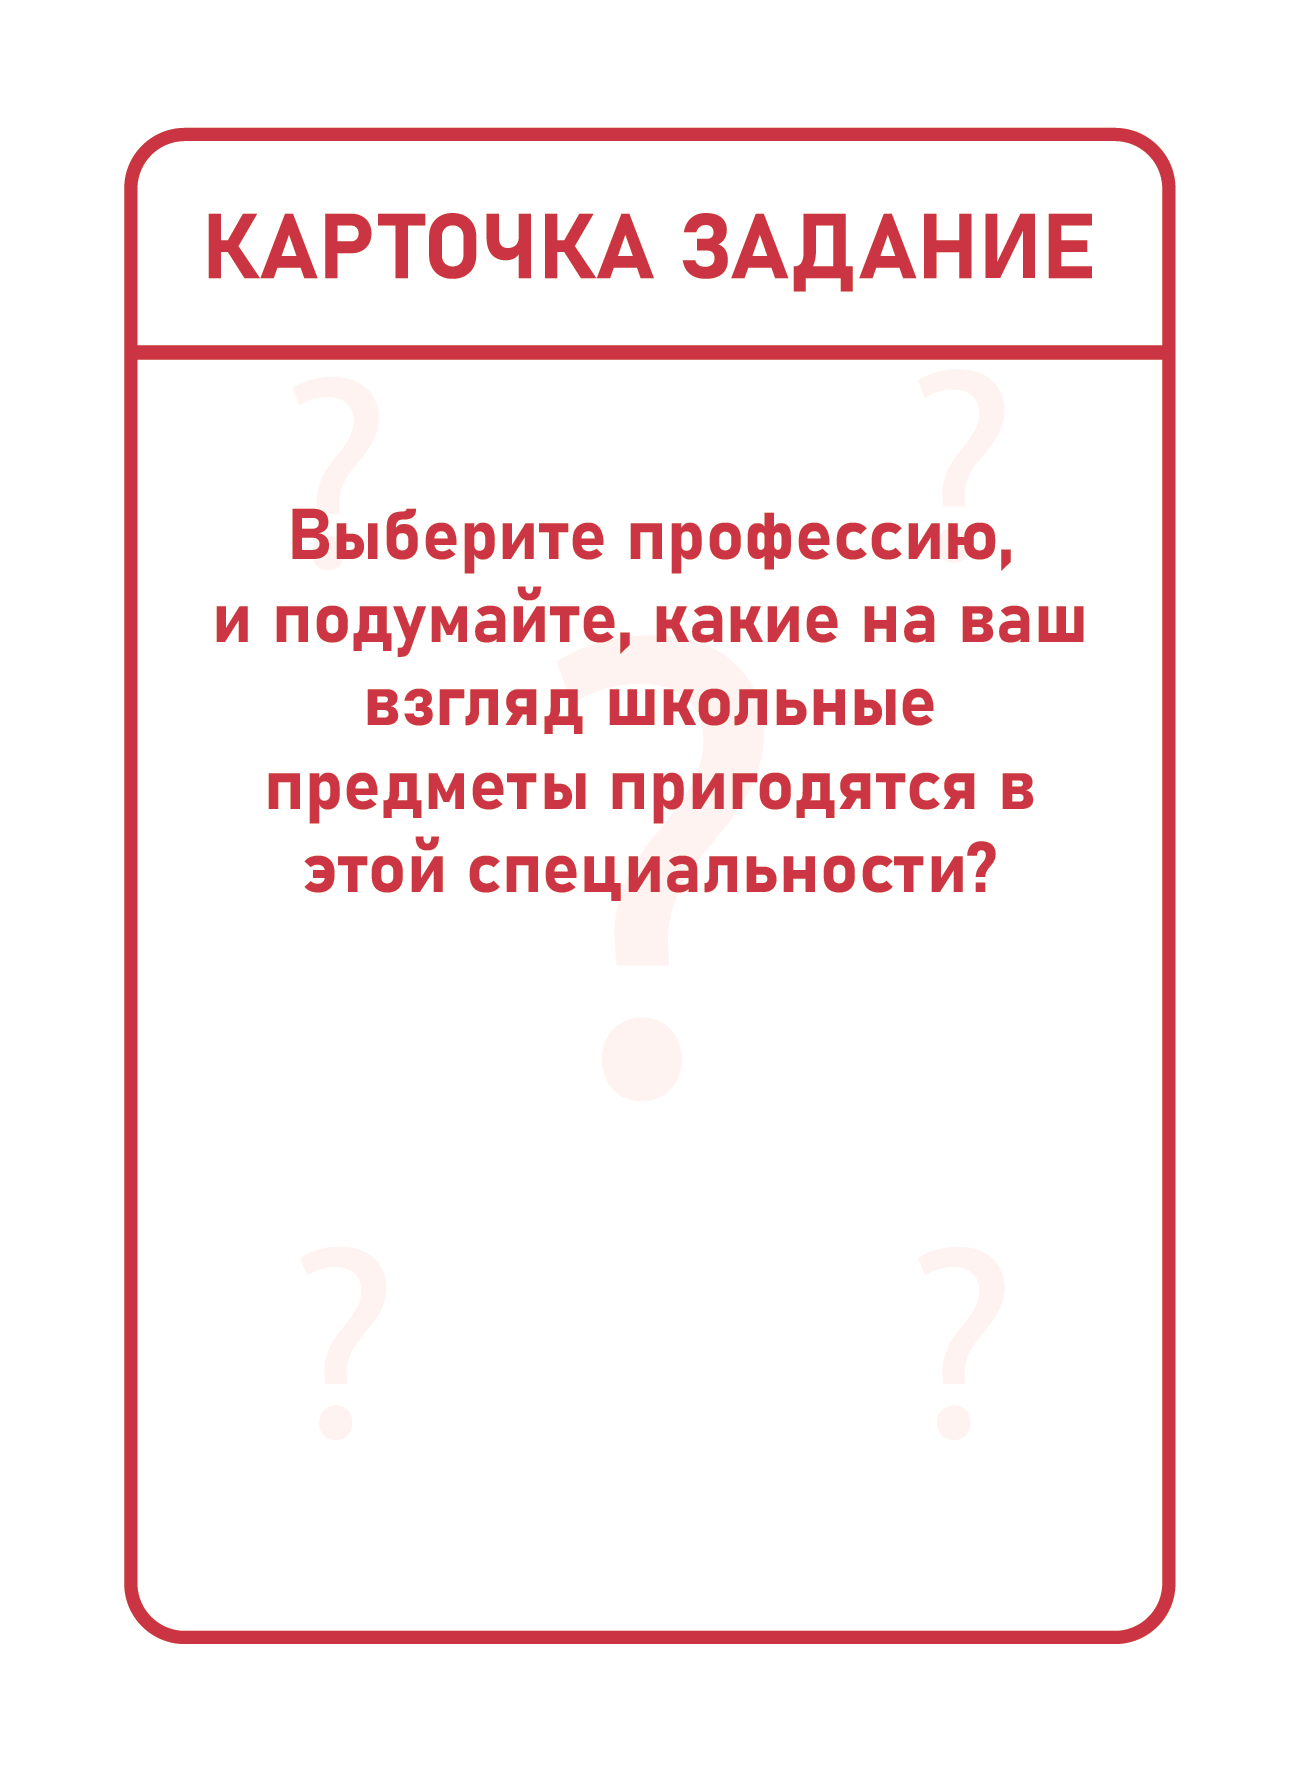 КАРТОЧКА ЗАДАНИЕ
Выберите профессию,
и подумайте, какие на ваш
взгляд школьные
предметы пригодятся в
этой специальности?